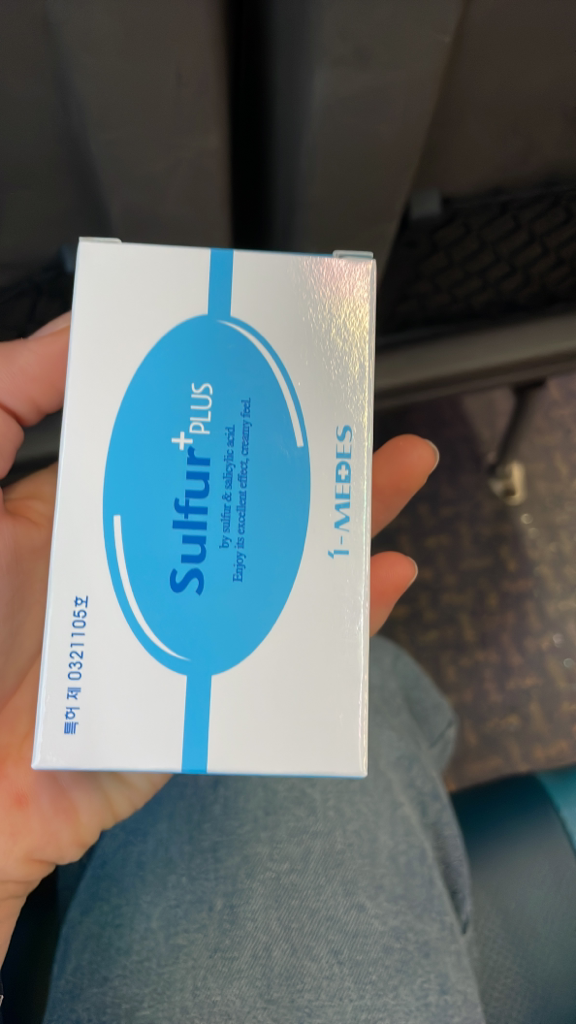 특허 제 0321105호
Sulfur+PLUS
by sulfur & salicylic acid.
Enjoy its excellent effect, creamy feel.
i-MEDES